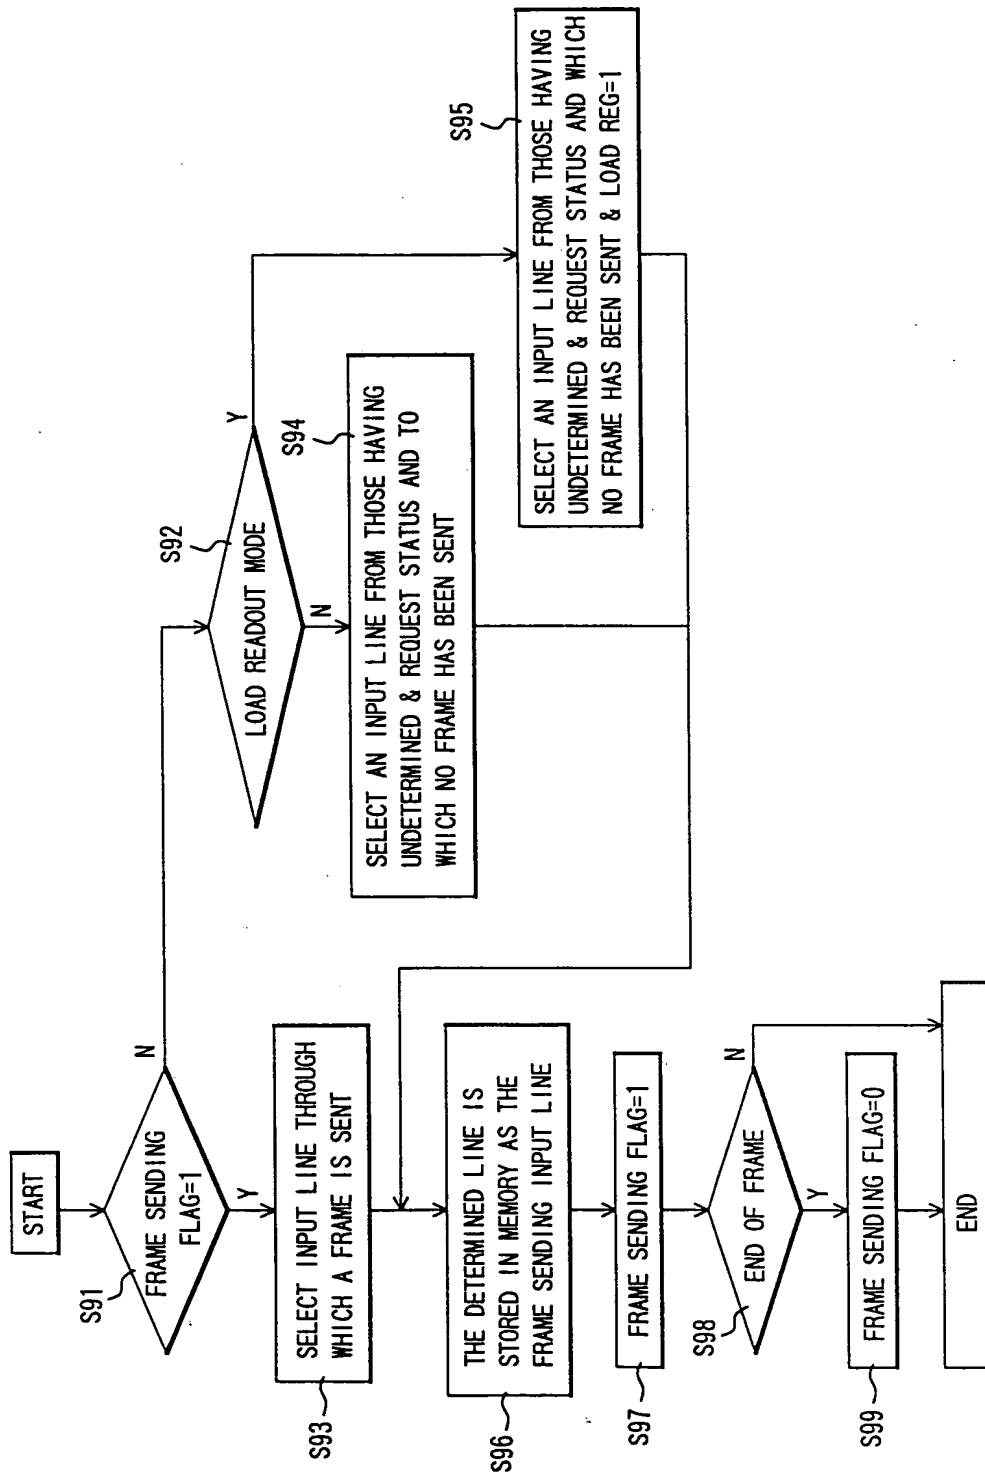 START
S91
FRAME SENDING
FLAG=1
N
Y
S92
LOAD READOUT MODE
Y
N
S93
SELECT INPUT LINE THROUGH
WHICH A FRAME IS SENT
S94
SELECT AN INPUT LINE FROM THOSE HAVING
UNDETERMINED & REQUEST STATUS AND TO
WHICH NO FRAME HAS BEEN SENT
S95
SELECT AN INPUT LINE FROM THOSE HAVING
UNDETERMINED & REQUEST STATUS AND WHICH
NO FRAME HAS BEEN SENT & LOAD REG=1
S96
THE DETERMINED LINE IS
STORED IN MEMORY AS THE
FRAME SENDING INPUT LINE
S97
FRAME SENDING FLAG=1
S98
END OF FRAME
N
Y
S99
FRAME SENDING FLAG=0
END